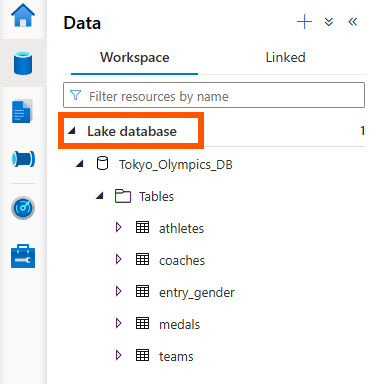 Data
Workspace Linked
Filter resources by name
Lake database 1
Tokyo_Olympics_DB
Tables
athletes
coaches
entry_gender
medals
teams